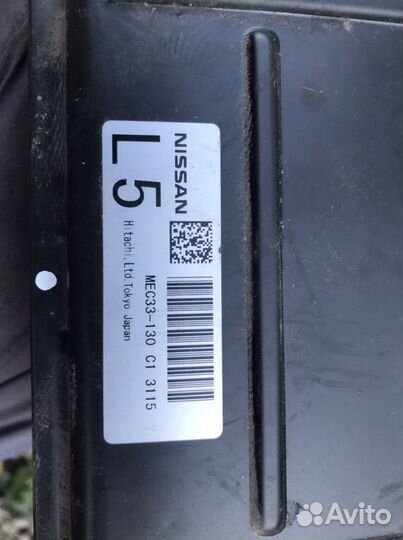 NISSAN
L5
MEC33-130 C1 3115
Hitachi,Ltd.Tokyo Japan
Avito